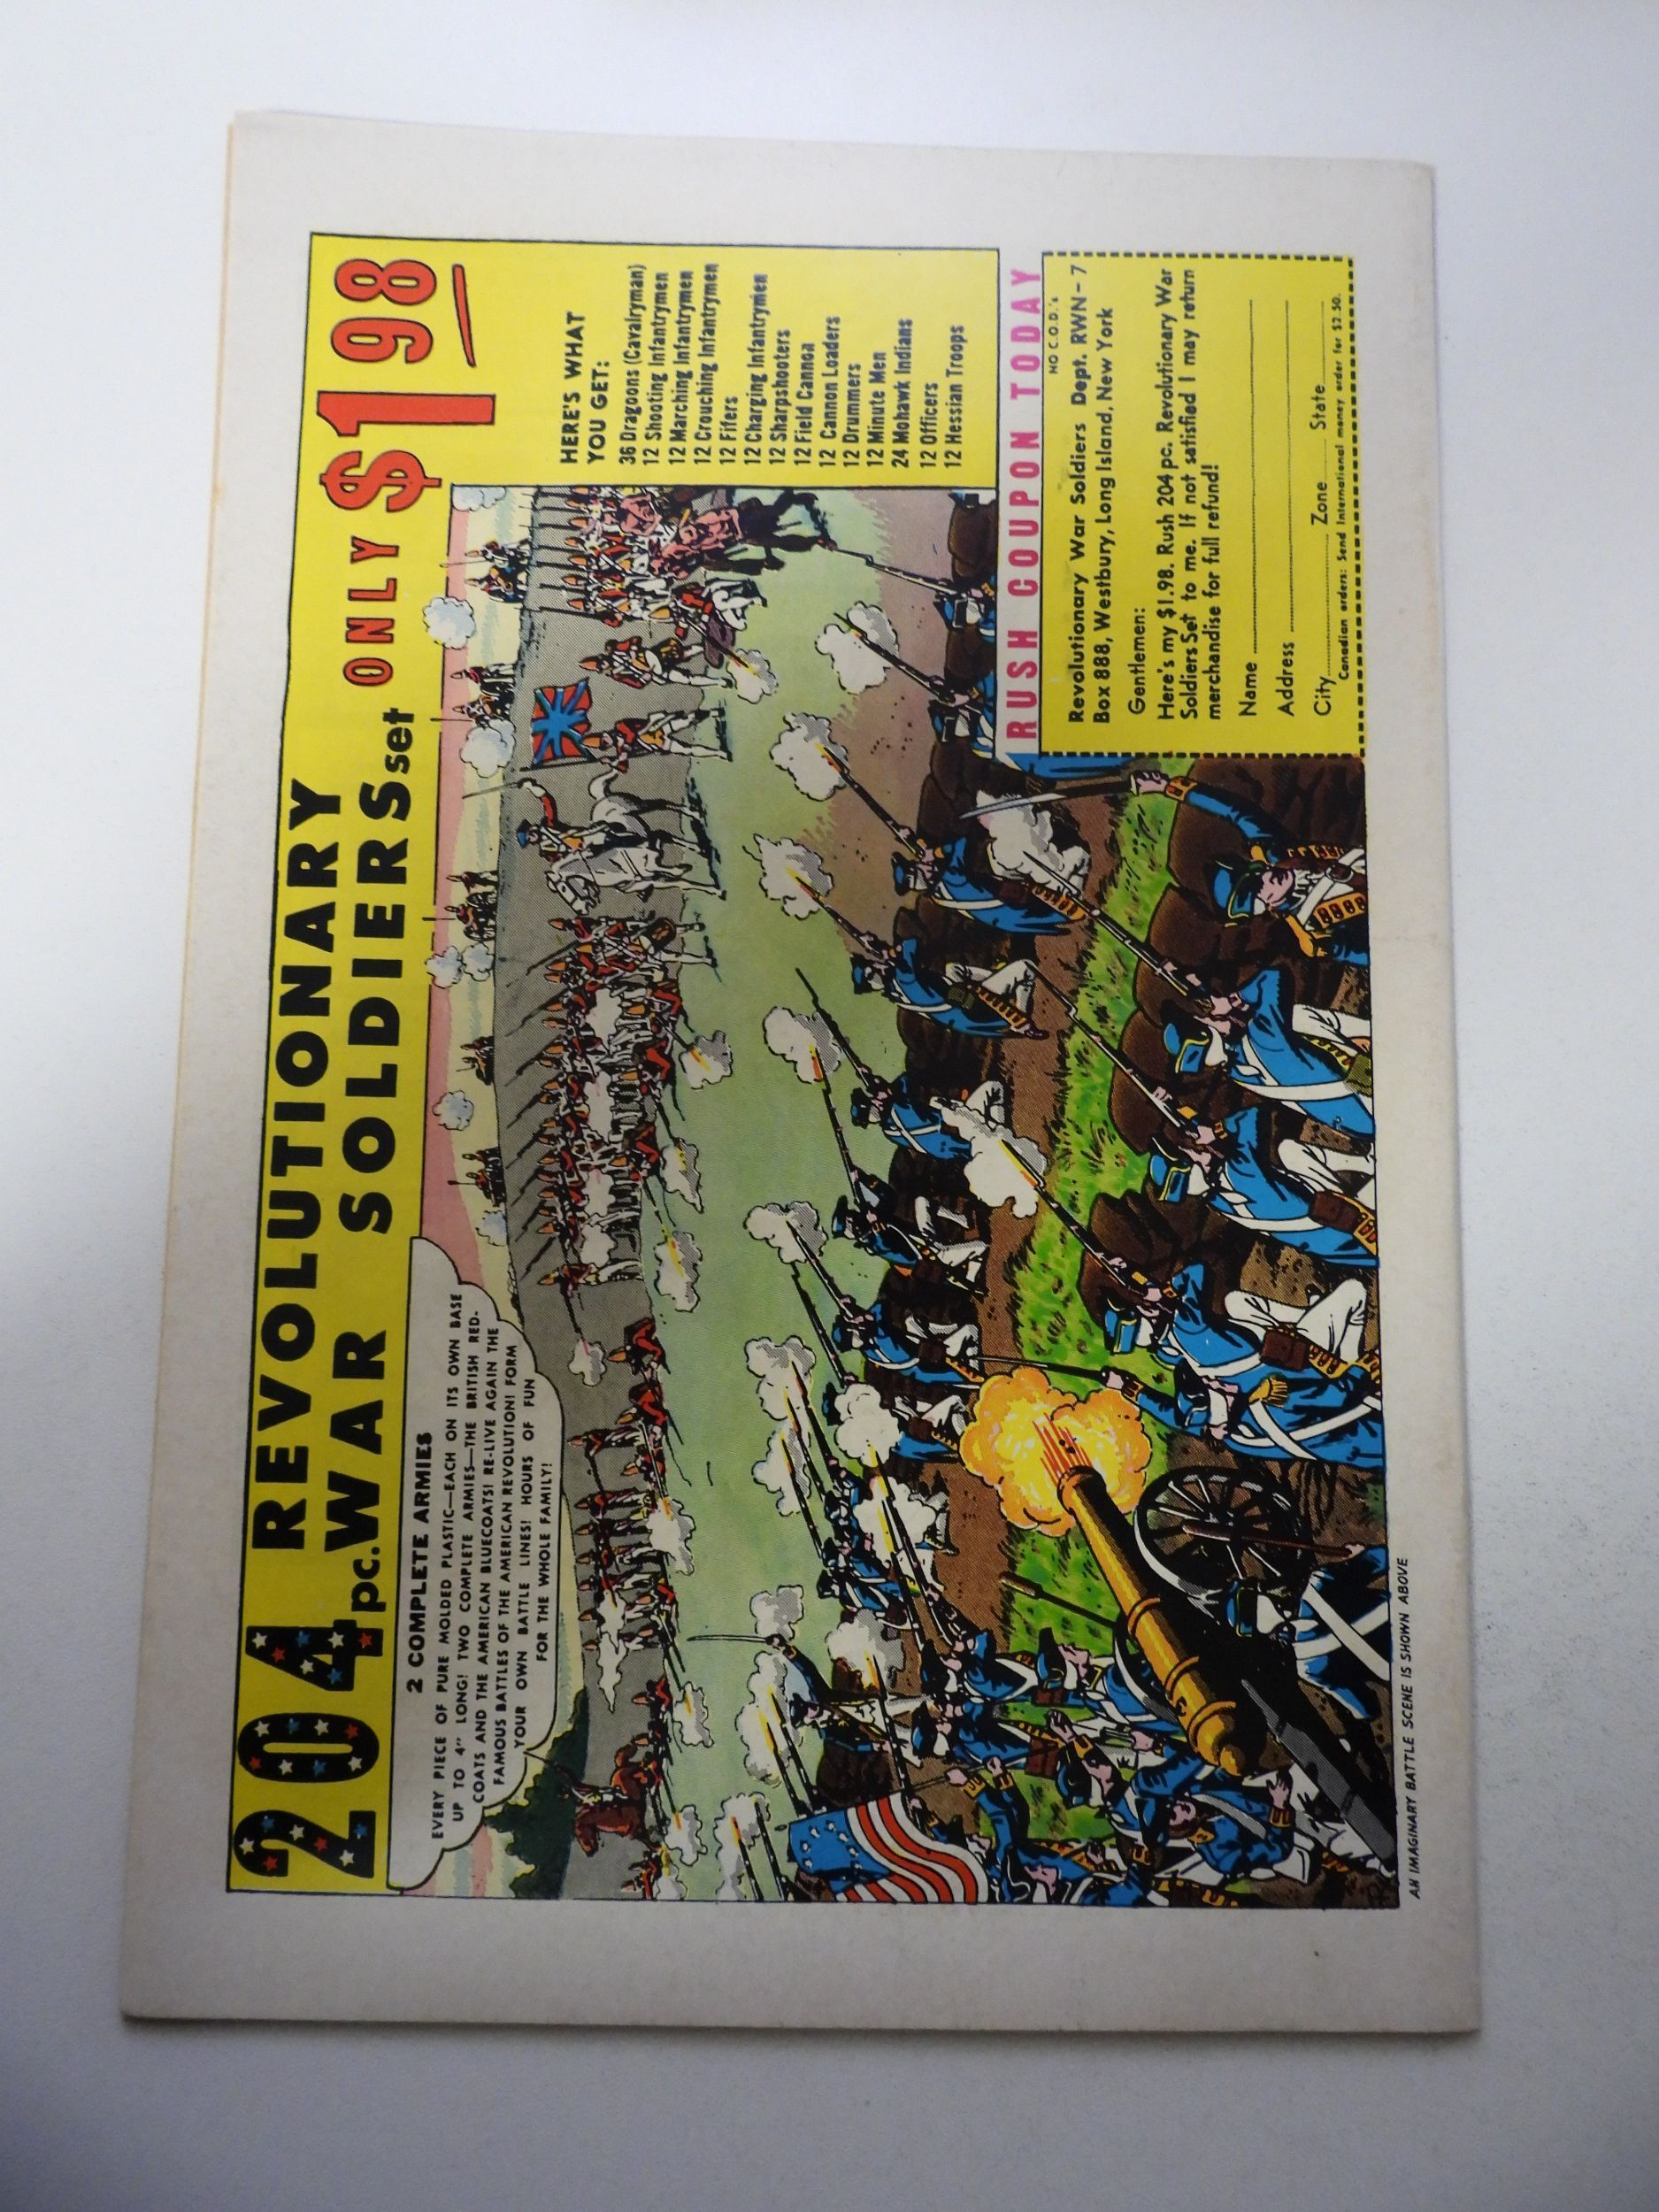 204 REVOLUTIONARY
pc. WAR SOLDIERS set ONLY $1 98
2 COMPLETE ARMIES
EVERY PIECE OF PURE MOLDED PLASTIC—EACH ON ITS OWN BASE
UP TO 4" LONG! TWO COMPLETE ARMIES—THE BRITISH RED-
COATS AND THE AMERICAN BLUECOATS! RE-LIVE AGAIN THE
FAMOUS BATTLES OF THE AMERICAN REVOLUTION! FORM
YOUR OWN BATTLE LINES! HOURS OF FUN
FOR THE WHOLE FAMILY!
HERE'S WHAT
YOU GET:
36 Dragoons (Cavalryman)
12 Shooting Infantrymen
12 Marching Infantrymen
12 Crouching Infantrymen
12 Fifers
12 Charging Infantrymen
12 Sharpshooters
12 Field Cannon
12 Cannon Loaders
12 Drummers
12 Minute Men
24 Mohawk Indians
12 Officers
12 Hessian Troops
RUSH COUPON TODAY
NO C.O.D.'s
Revolutionary War Soldiers Dept. RWN-7
Box 888, Westbury, Long Island, New York
Gentlemen:
Here's my $1.98. Rush 204 pc. Revolutionary War
Soldiers Set to me. If not satisfied I may return
merchandise for full refund!
Name
Address
City Zone State
Canadian orders: Send International money order for $2.50.
AN IMAGINARY BATTLE SCENE IS SHOWN ABOVE